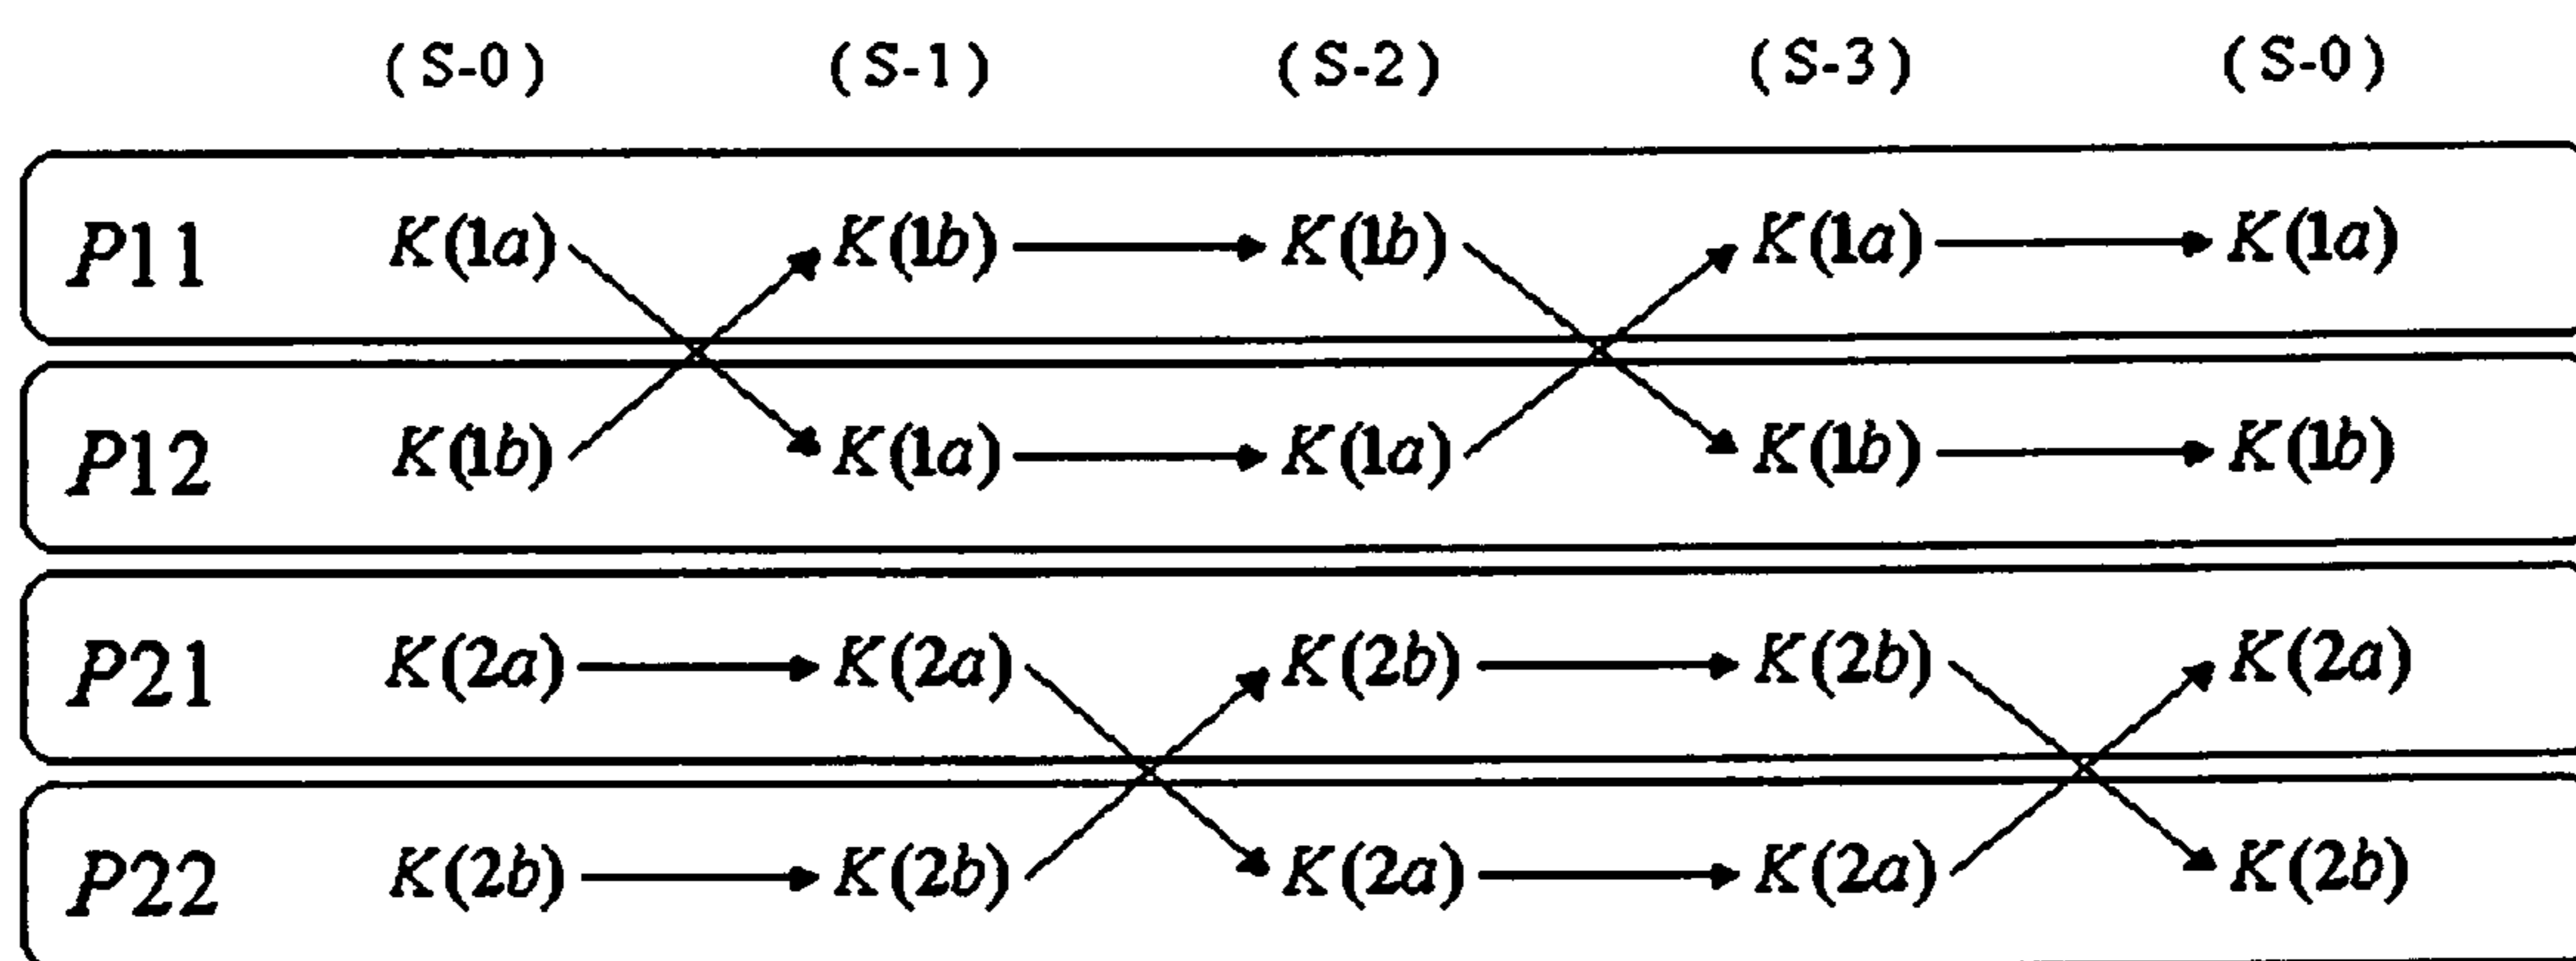 (S-0) (S-1) (S-2) (S-3) (S-0)
P11 K(1a) K(1b) K(1b) K(1a) K(1a)
P12 K(1b) K(1a) K(1a) K(1b) K(1b)
P21 K(2a) K(2a) K(2b) K(2b) K(2a)
P22 K(2b) K(2b) K(2a) K(2a) K(2b)